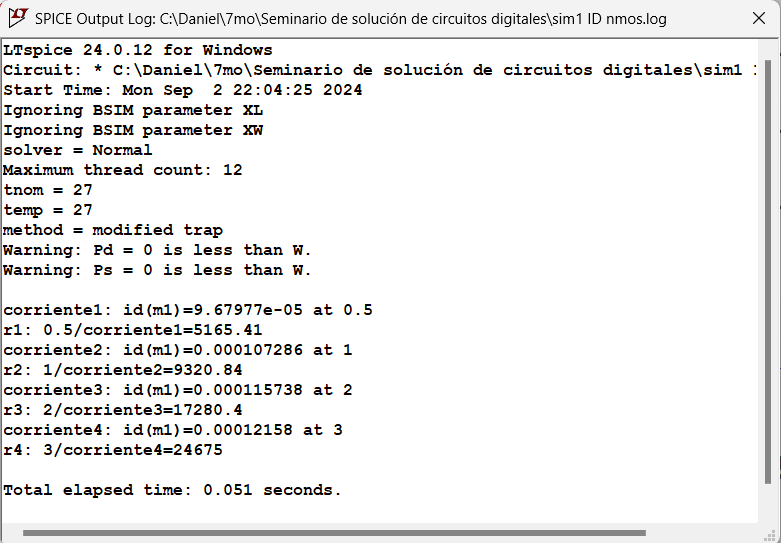 SPICE Output Log: C:\Daniel\7mo\Seminario de solución de circuitos digitales\sim1 ID nmos.log
LTspice 24.0.12 for Windows
Circuit: * C:\Daniel\7mo\Seminario de solución de circuitos digitales\sim1
Start Time: Mon Sep  2 22:04:25 2024
Ignoring BSIM parameter XL
Ignoring BSIM parameter XW
solver = Normal
Maximum thread count: 12
tnom = 27
temp = 27
method = modified trap
Warning: Pd = 0 is less than W.
Warning: Ps = 0 is less than W.
corriente1: id(m1)=9.67977e-05 at 0.5
r1: 0.5/corriente1=5165.41
corriente2: id(m1)=0.000107286 at 1
r2: 1/corriente2=9320.84
corriente3: id(m1)=0.000115738 at 2
r3: 2/corriente3=17280.4
corriente4: id(m1)=0.00012158 at 3
r4: 3/corriente4=24675
Total elapsed time: 0.051 seconds.